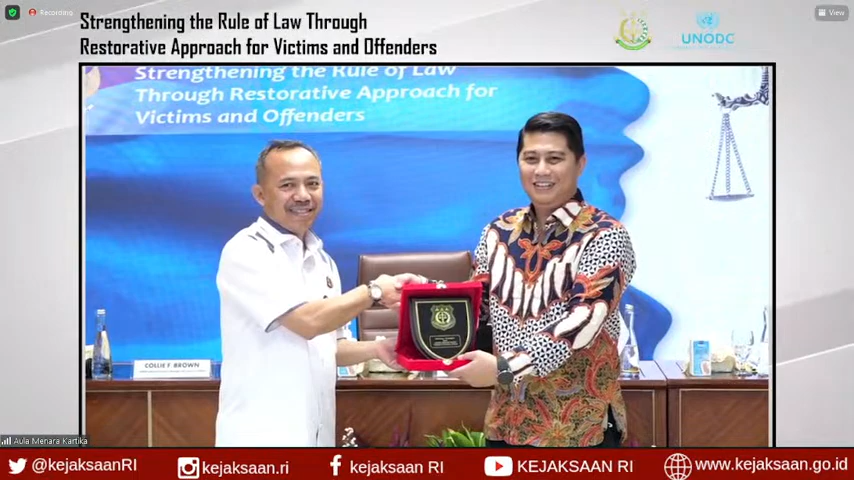 Recording
Strengthening the Rule of Law Through
Restorative Approach for Victims and Offenders
UNODC
View
Strengthening the Rule of Law
Through Restorative Approach for
Victims and Offenders
COLLIE F. BROWN
Aula Menara Kartika
@kejaksaanRI
kejaksaan.ri
kejaksaan RI
KEJAKSAAN RI
www.kejaksaan.go.id